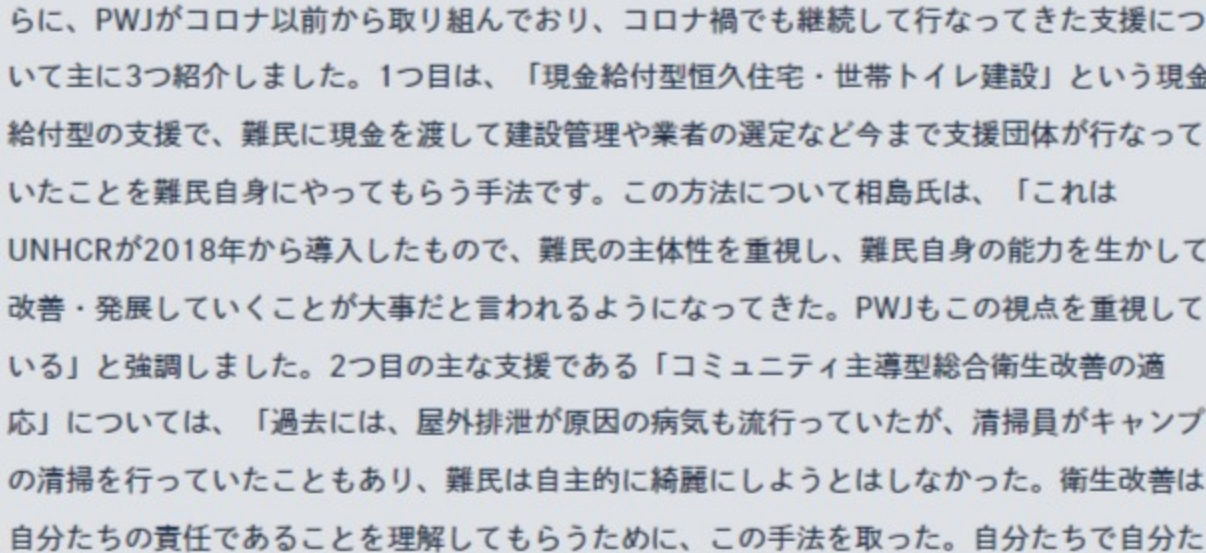 らに、PWJがコロナ以前から取り組んでおり、コロナ禍でも継続して行なってきた支援につ
いて主に3つ紹介しました。1つ目は、「現金給付型恒久住宅・世帯トイレ建設」という現金
給付型の支援で、難民に現金を渡して建設管理や業者の選定など今まで支援団体が行なって
いたことを難民自身にやってもらう手法です。この方法について相島氏は、「これは
UNHCRが2018年から導入したもので、難民の主体性を重視し、難民自身の能力を生かして
改善・発展していくことが大事だと言われるようになってきた。PWJもこの視点を重視して
いる」と強調しました。2つ目の主な支援である「コミュニティ主導型総合衛生改善の適
応」については、「過去には、屋外排泄が原因の病気も流行っていたが、清掃員がキャンプ
の清掃を行っていたこともあり、難民は自主的に綺麗にしようとはしなかった。衛生改善は
自分たちの責任であることを理解してもらうために、この手法を取った。自分たちで自分た